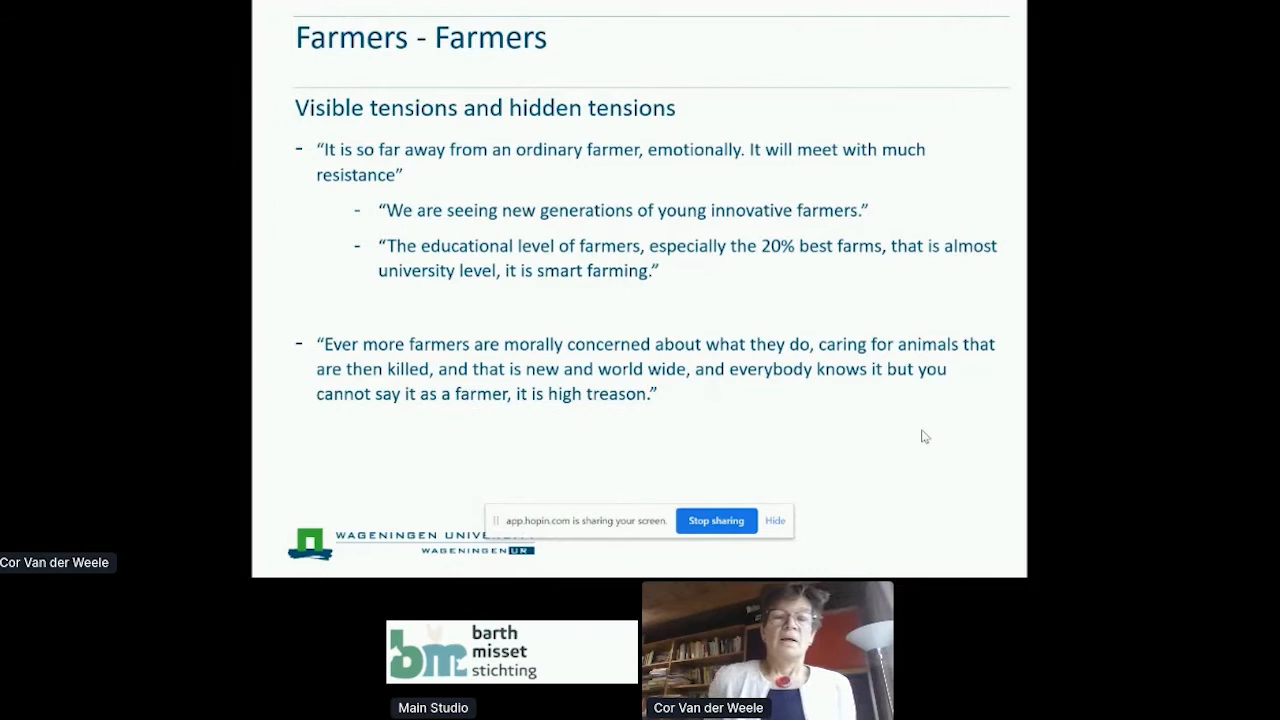 Farmers - Farmers
Visible tensions and hidden tensions
- “It is so far away from an ordinary farmer, emotionally. It will meet with much
resistance”
- “We are seeing new generations of young innovative farmers.”
- “The educational level of farmers, especially the 20% best farms, that is almost
university level, it is smart farming.”
- “Ever more farmers are morally concerned about what they do, caring for animals that
are then killed, and that is new and world wide, and everybody knows it but you
cannot say it as a farmer, it is high treason.”
app.hopin.com is sharing your screen. Stop sharing Hide
WAGENINGEN
WAGENINGEN UR
Cor Van der Weele
bm barth
misset
stichting
Main Studio
Cor Van der Weele